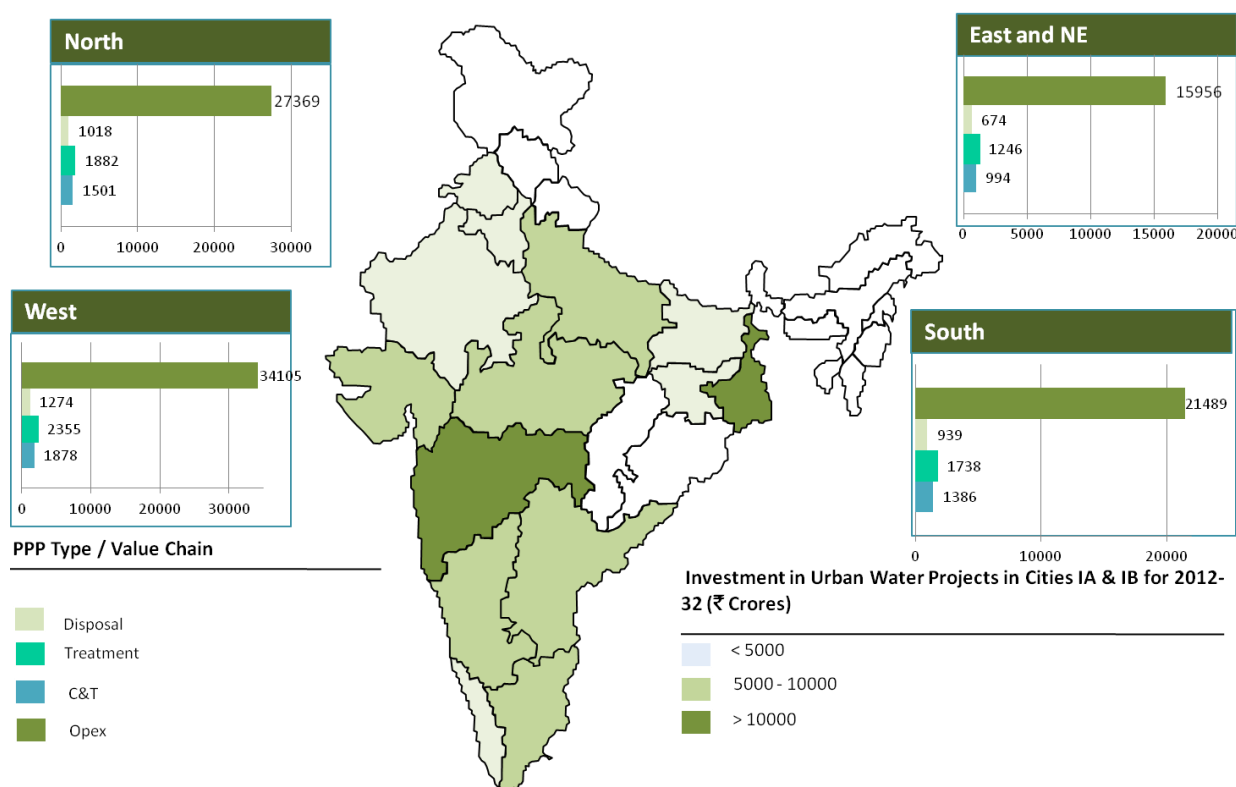 North
27369
1018
1882
1501
0 10000 20000 30000
East and NE
15956
674
1246
994
0 5000 10000 15000 20000
West
34105
1274
2355
1878
0 10000 20000 30000
South
21489
939
1738
1386
0 10000 20000
PPP Type / Value Chain
Disposal
Treatment
C&T
Opex
Investment in Urban Water Projects in Cities IA & IB for 2012-
32 (₹ Crores)
< 5000
5000 - 10000
> 10000